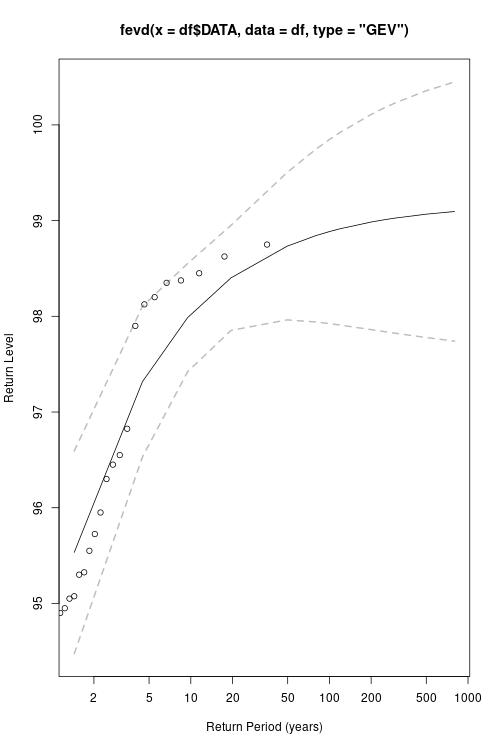 fevd(x = df$DATA, data = df, type = "GEV")
100
99
98
97
96
95
Return Level
2 5 10 20 50 100 200 500 1000
Return Period (years)